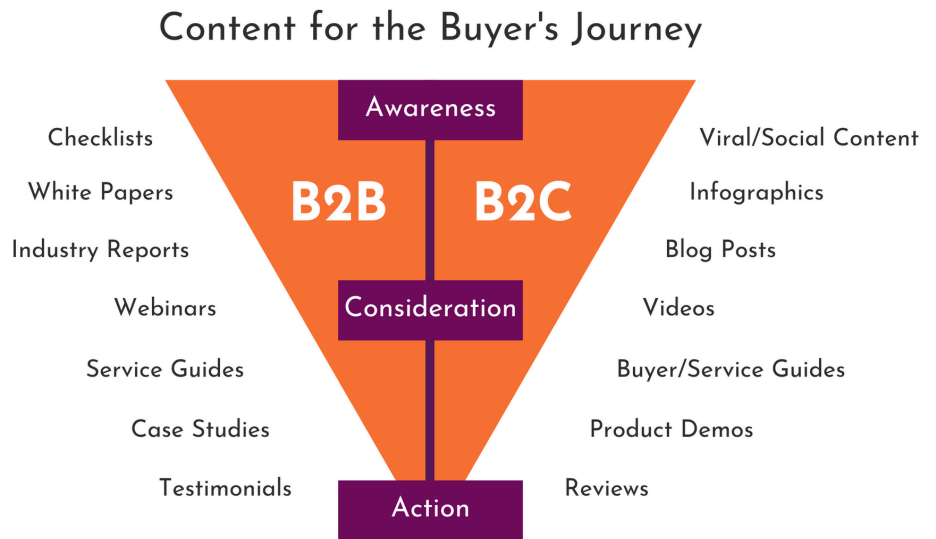 Content for the Buyer's Journey
Awareness
Checklists
Viral/Social Content
White Papers
B2B
B2C
Infographics
Industry Reports
Blog Posts
Webinars
Consideration
Videos
Service Guides
Buyer/Service Guides
Case Studies
Product Demos
Testimonials
Reviews
Action